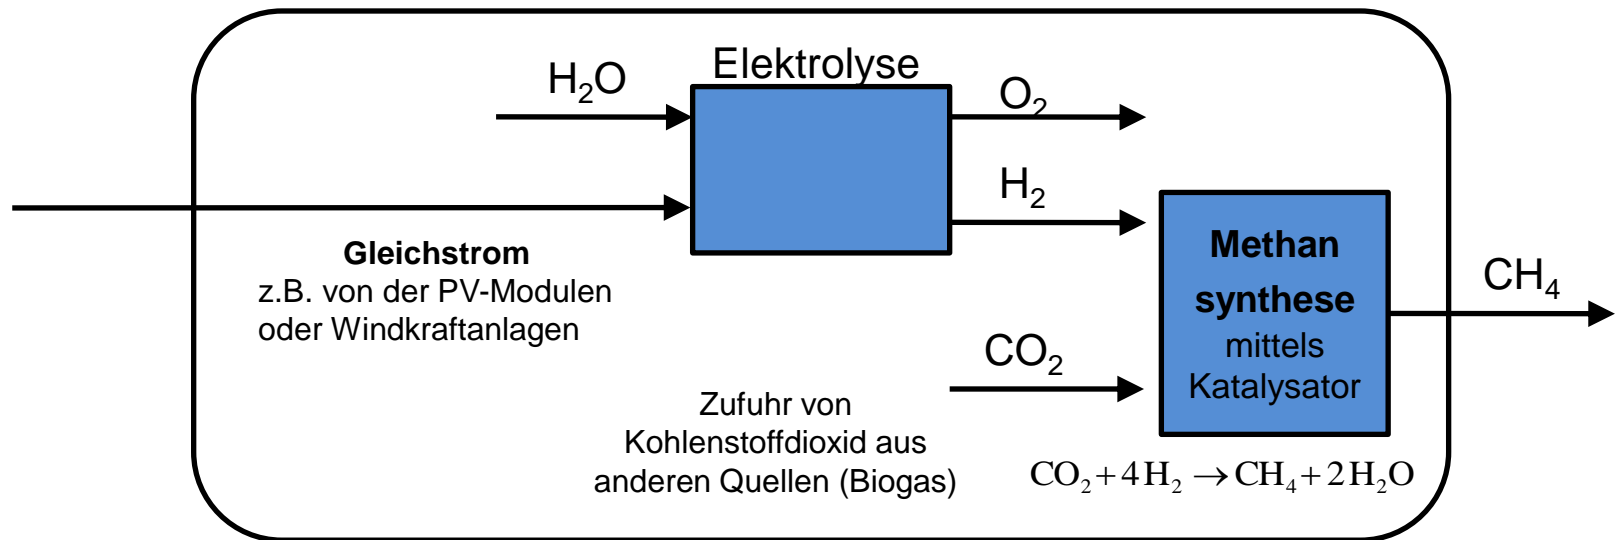 Elektrolyse
H₂O
O₂
H₂
Gleichstrom
z.B. von der PV-Modulen
oder Windkraftanlagen
Methan
synthese
mittels
Katalysator
CH₄
CO₂
Zufuhr von
Kohlenstoffdioxid aus
anderen Quellen (Biogas)
CO₂ + 4 H₂ → CH₄ + 2 H₂O